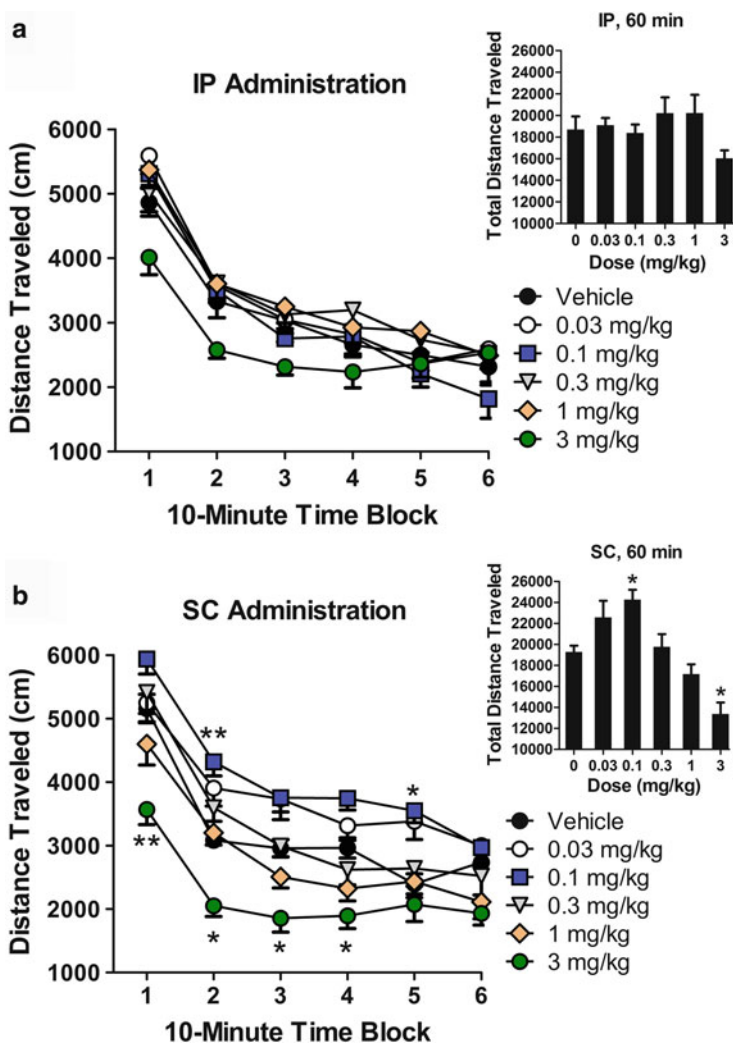 a
IP Administration
Distance Traveled (cm)
6000
5000
4000
3000
2000
1000
1 2 3 4 5 6
10-Minute Time Block
IP, 60 min
Total Distance Traveled
26000
24000
22000
20000
18000
16000
14000
12000
10000
0 0.03 0.1 0.3 1 3
Dose (mg/kg)
Vehicle
0.03 mg/kg
0.1 mg/kg
0.3 mg/kg
1 mg/kg
3 mg/kg
b
SC Administration
Distance Traveled (cm)
6000
5000
4000
3000
2000
1000
**
*
**
* * *
1 2 3 4 5 6
10-Minute Time Block
SC, 60 min
Total Distance Traveled
26000
24000
22000
20000
18000
16000
14000
12000
10000
*
*
0 0.03 0.1 0.3 1 3
Dose (mg/kg)
Vehicle
0.03 mg/kg
0.1 mg/kg
0.3 mg/kg
1 mg/kg
3 mg/kg